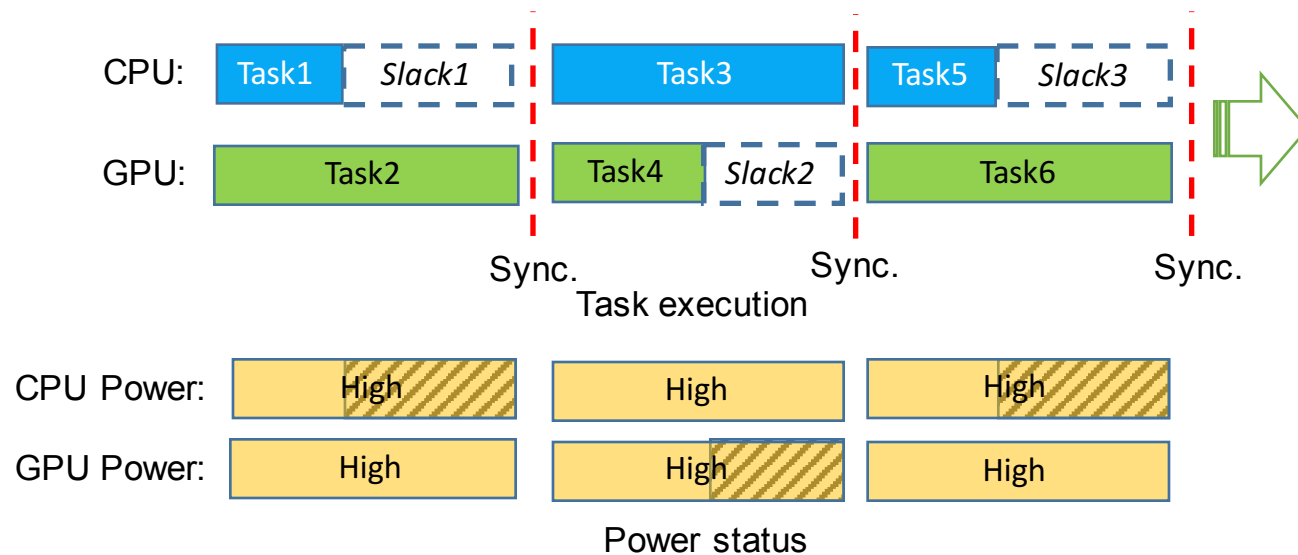 CPU: Task1 Slack1 Task3 Task5 Slack3
GPU: Task2 Task4 Slack2 Task6
Sync. Sync. Sync.
Task execution
CPU Power: High High High
GPU Power: High High High
Power status